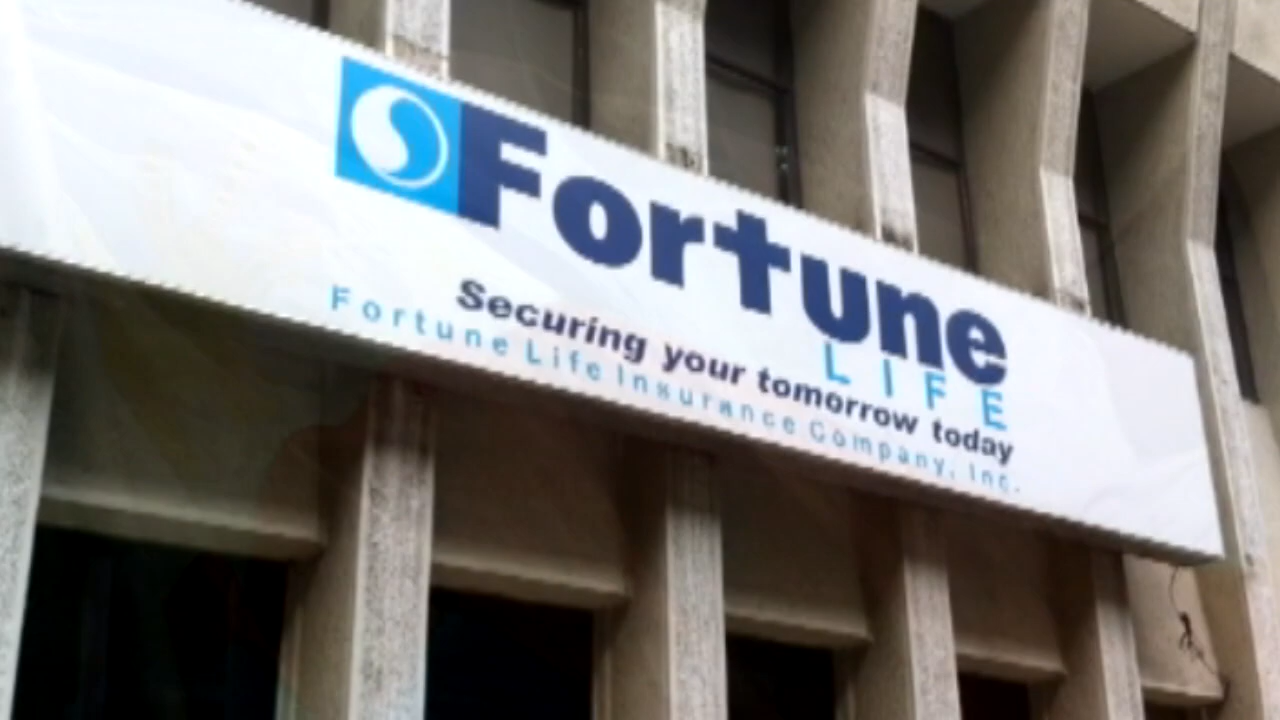 Fortune
LIFE
Securing your tomorrow today
Fortune Life Insurance Company, Inc.